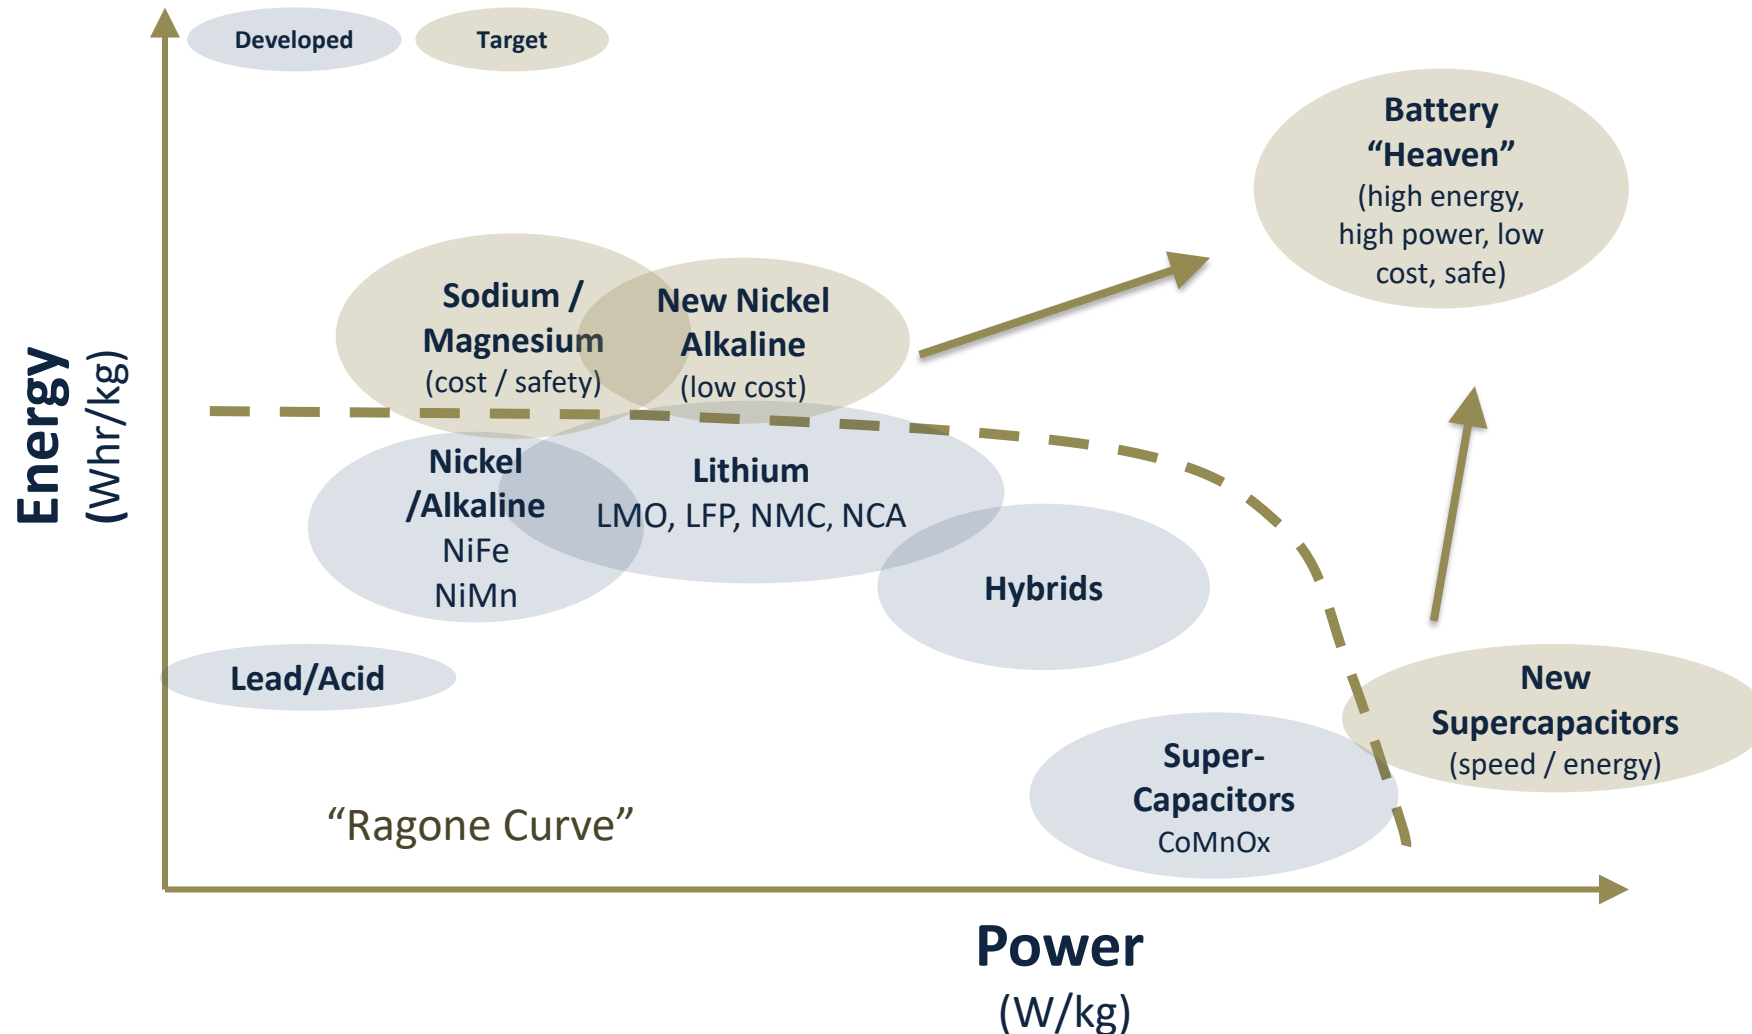 Developed
Target
Battery
“Heaven”
(high energy,
high power, low
cost, safe)
Sodium /
Magnesium
(cost / safety)
New Nickel
Alkaline
(low cost)
Energy
(Whr/kg)
Nickel
/Alkaline
NiFe
NiMn
Lithium
LMO, LFP, NMC, NCA
Hybrids
Lead/Acid
New
Supercapacitors
(speed / energy)
Super-
Capacitors
CoMnOx
“Ragone Curve”
Power
(W/kg)